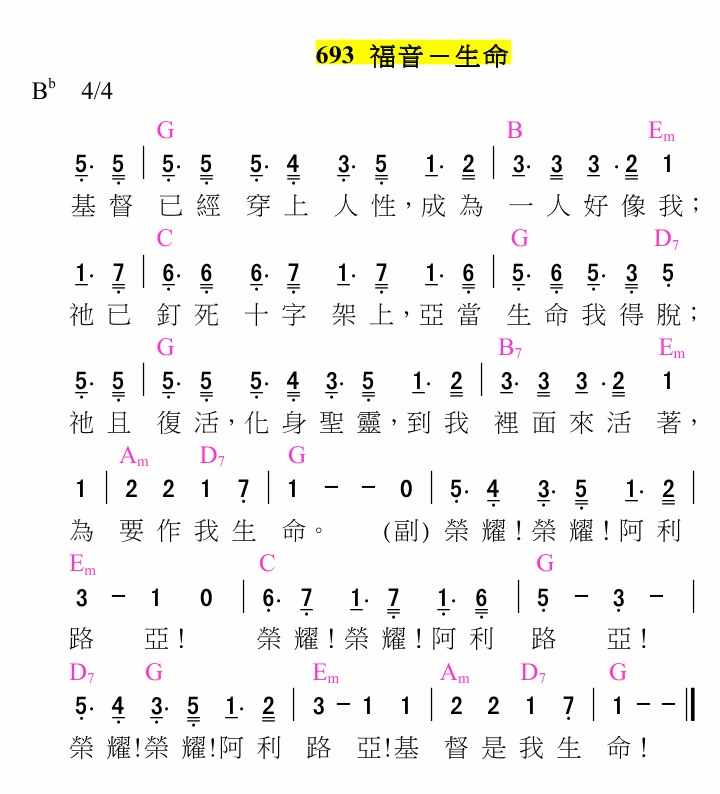 693 福音－生命
B♭ 4/4
G B Em
5· 5 | 5· 5 5· 4 3· 5 1· 2 | 3· 3 3 · 2 1
基督 已經 穿上 人性，成為 一人好像我；
C G D7
1· 7 | 6· 6 6· 7 1· 7 1· 6 | 5· 6 5· 3 5
祂已 釘死 十字 架上，亞當 生命我得脫；
G B7 Em
5· 5 | 5· 5 5· 4 3· 5 1· 2 | 3· 3 3 · 2 1
祂且 復活，化身聖靈，到我 裡面來活 著，
Am D7 G
1 | 2 2 1 7 | 1 － － 0 | 5· 4 3· 5 1· 2 |
為 要作我生 命。 (副) 榮耀！榮耀！阿利
Em C G
3 － 1 0 | 6· 7 1· 7 1· 6 | 5 － 3 － |
路 亞！ 榮耀！榮耀！阿利 路 亞！
D7 G Em Am D7 G
5· 4 3· 5 1· 2 | 3 － 1 1 | 2 2 1 7 | 1 － － ‖
榮耀!榮耀!阿利 路 亞!基 督是我生 命！